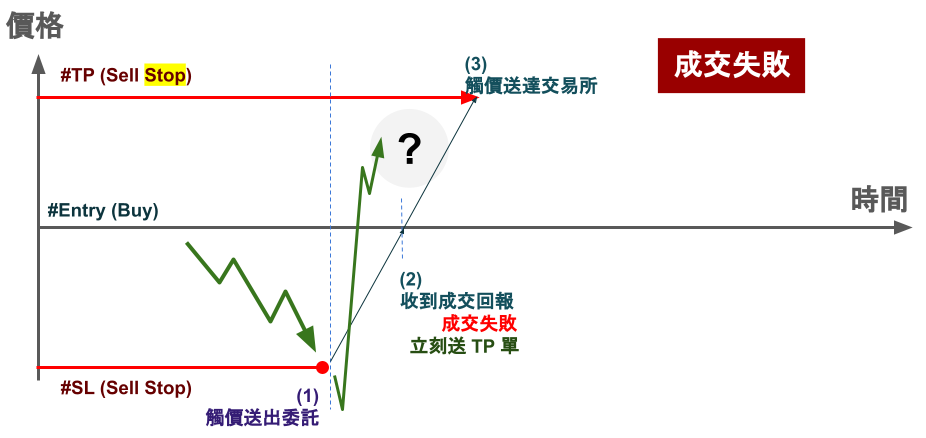 價格
#TP (Sell Stop)
(3)
觸價送達交易所
成交失敗
?
#Entry (Buy)
時間
(2)
收到成交回報
成交失敗
立刻送 TP 單
#SL (Sell Stop)
(1)
觸價送出委託